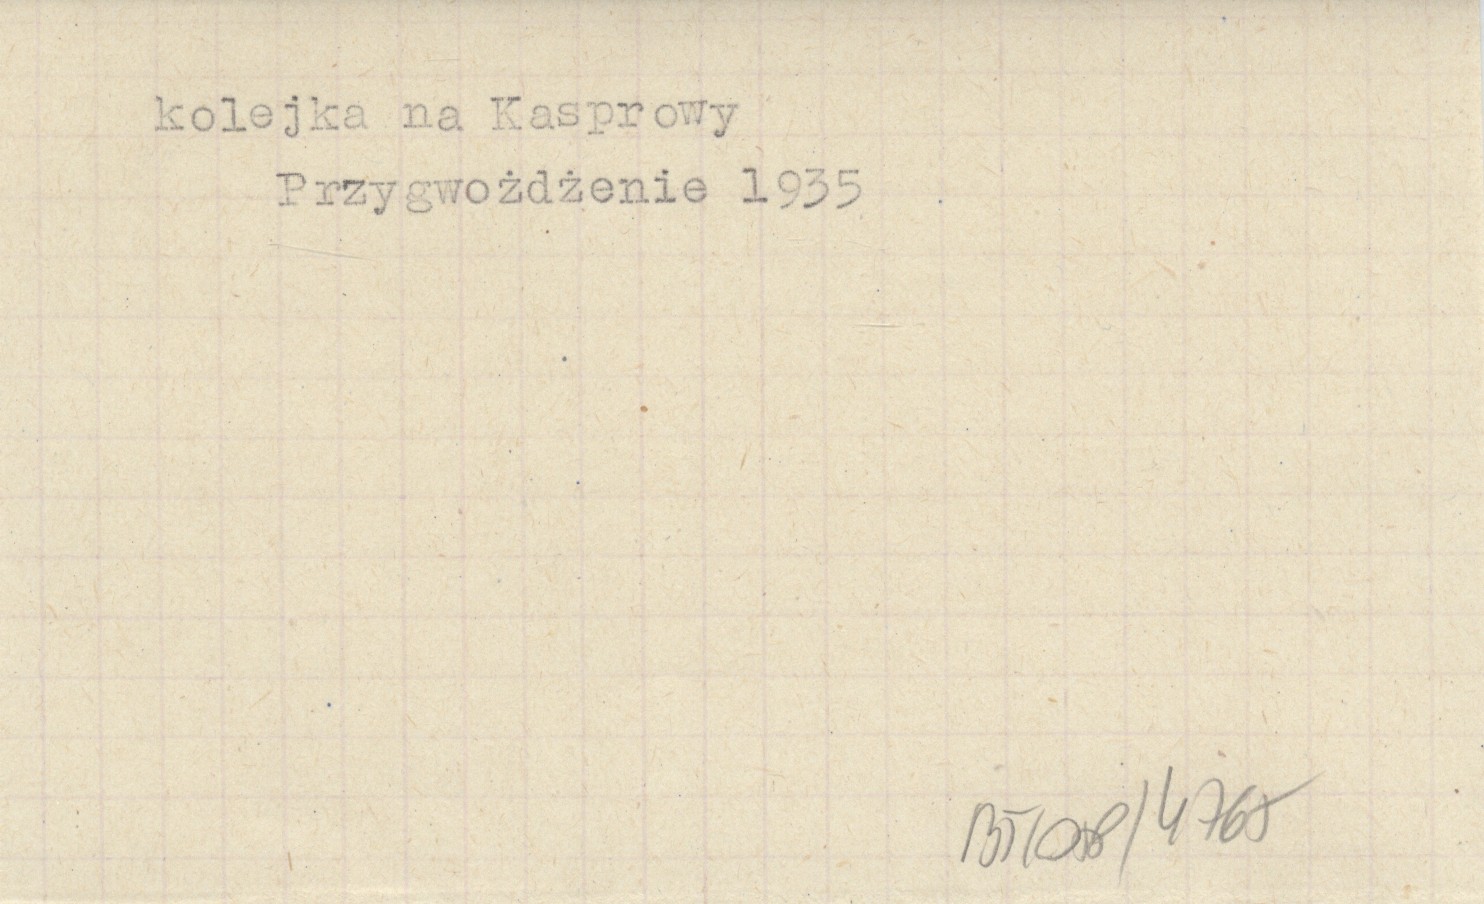 kolejka na Kasprowy
Przygwożdżenie 1935